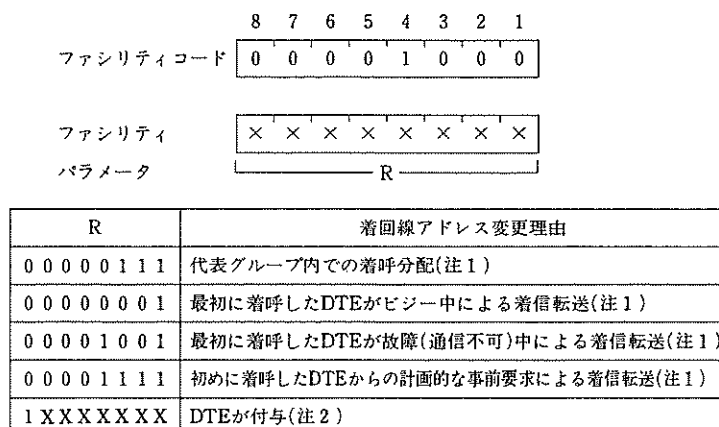 8 7 6 5 4 3 2 1
ファシリティコード 0 0 0 0 1 0 0 0
ファシリティ × × × × × × × ×
パラメータ R
R 着回線アドレス変更理由
0 0 0 0 0 1 1 1 代表グループ内での着呼分配(注1)
0 0 0 0 0 0 0 1 最初に着呼したDTEがビジー中による着信転送(注1)
0 0 0 0 1 0 0 1 最初に着呼したDTEが故障(通信不可)中による着信転送(注1)
0 0 0 0 1 1 1 1 初めに着呼したDTEからの計画的な事前要求による着信転送(注1)
1 X X X X X X X DTEが付与(注2)